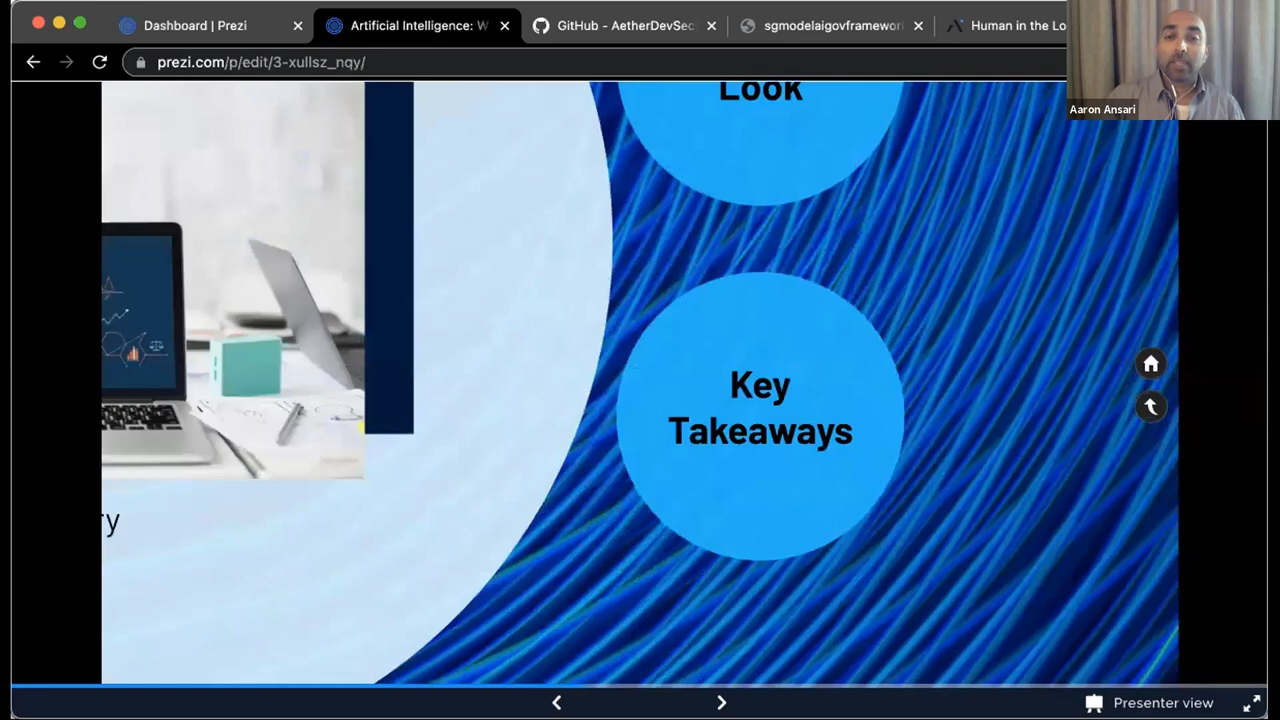 Dashboard | Prezi
Artificial Intelligence: W
GitHub - AetherDevSec
sgmodelaigovframework
Human in the Lo
prezi.com/p/edit/3-xullsz_nqy/
Aaron Ansari
Look
Key
Takeaways
ry
Presenter view